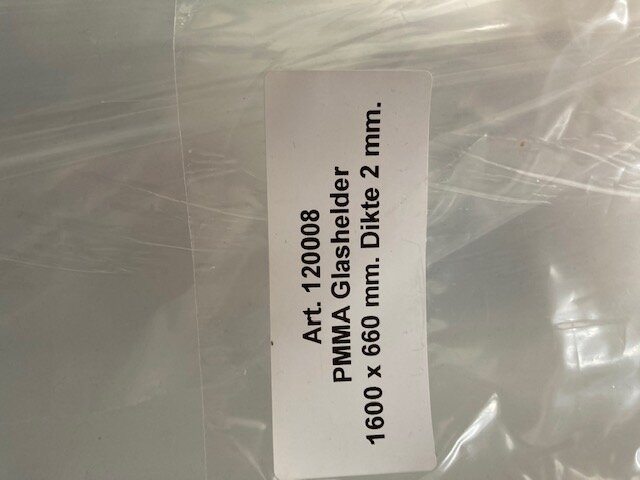 Art. 120008
PMMA Glashelder
1600 x 660 mm. Dikte 2 mm.